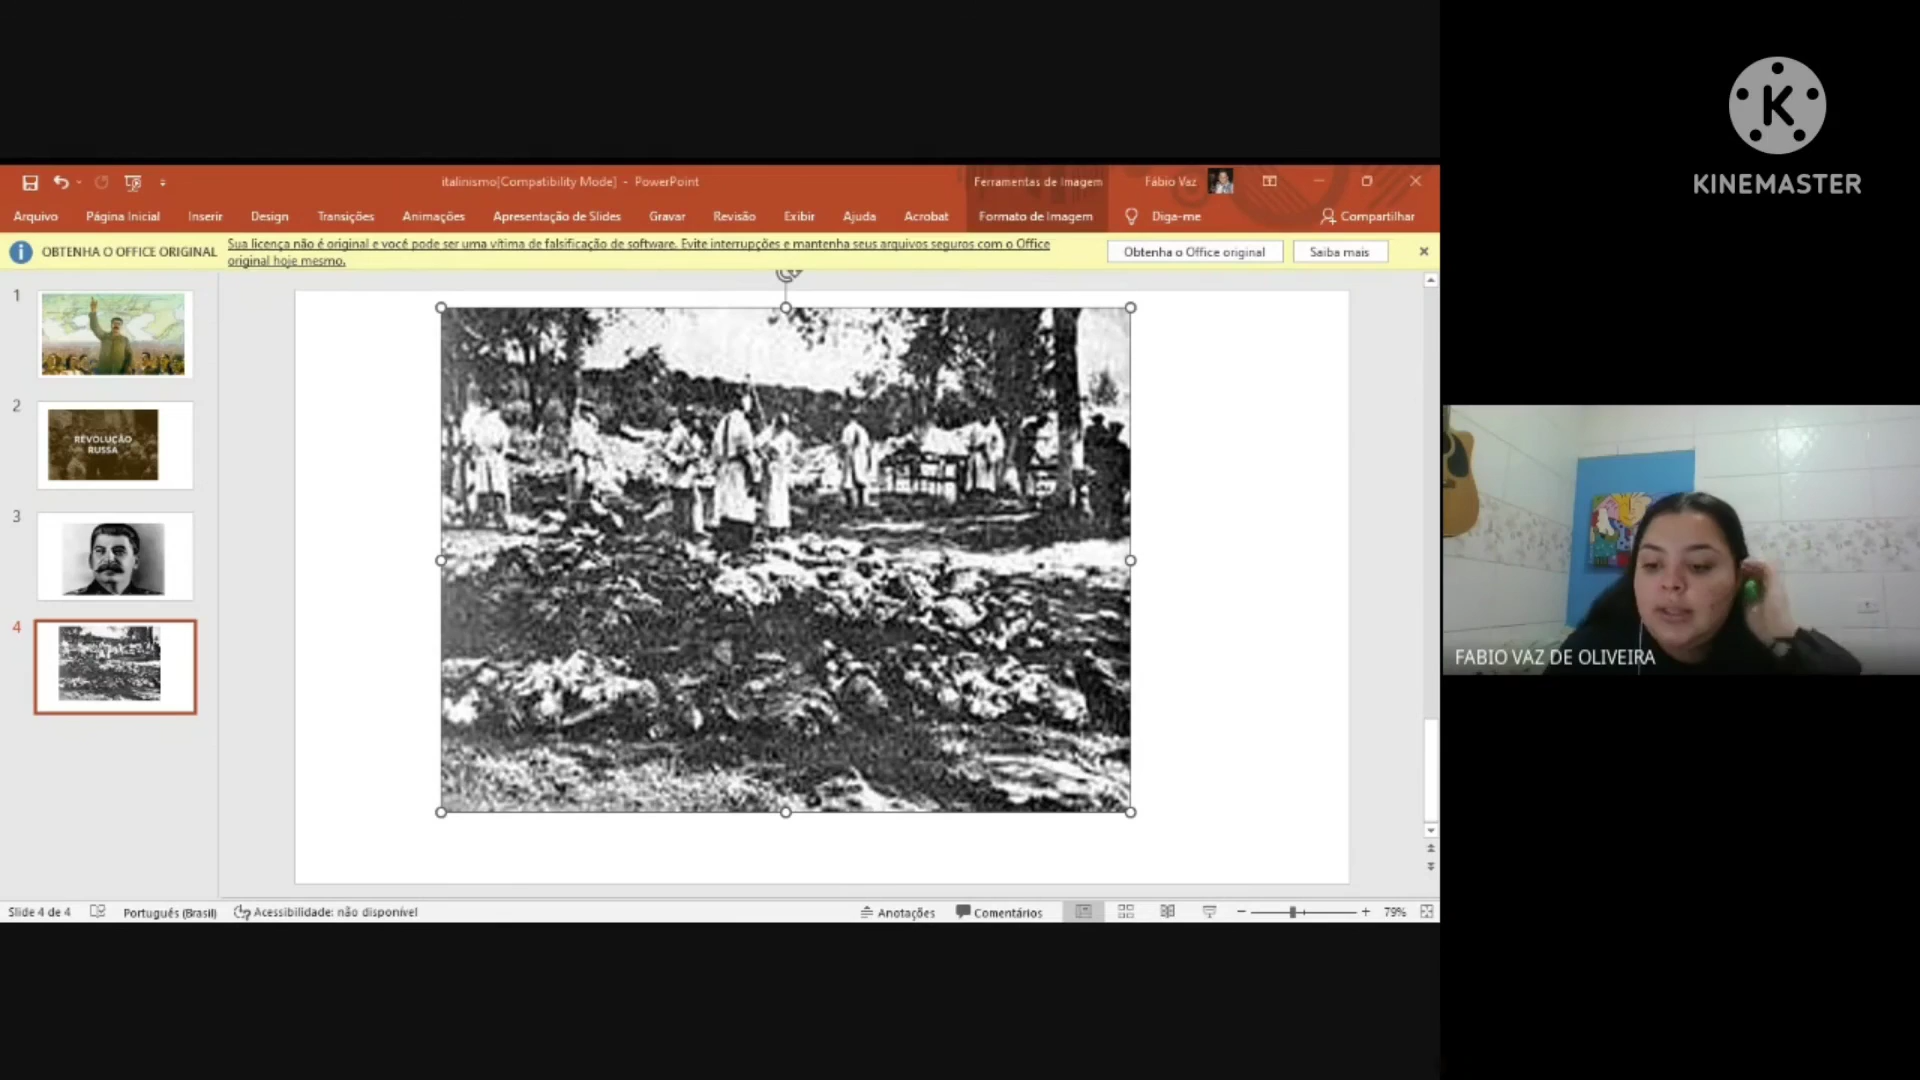 KINEMASTER
italinismo[Compatibility Mode] - PowerPoint
Ferramentas de Imagem
Fábio Vaz
Arquivo
Página Inicial
Inserir
Design
Transições
Animações
Apresentação de Slides
Gravar
Revisão
Exibir
Ajuda
Acrobat
Formato de Imagem
Diga-me
Compartilhar
OBTENHA O OFFICE ORIGINAL
Sua licença não é original e você pode ser uma vítima de falsificação de software. Evite interrupções e mantenha seus arquivos seguros com o Office
original hoje mesmo.
Obtenha o Office original
Saiba mais
1
2
REVOLUÇÃO
RUSSA
3
4
FABIO VAZ DE OLIVEIRA
Slide 4 de 4
Português (Brasil)
Acessibilidade: não disponível
Anotações
Comentários
79%